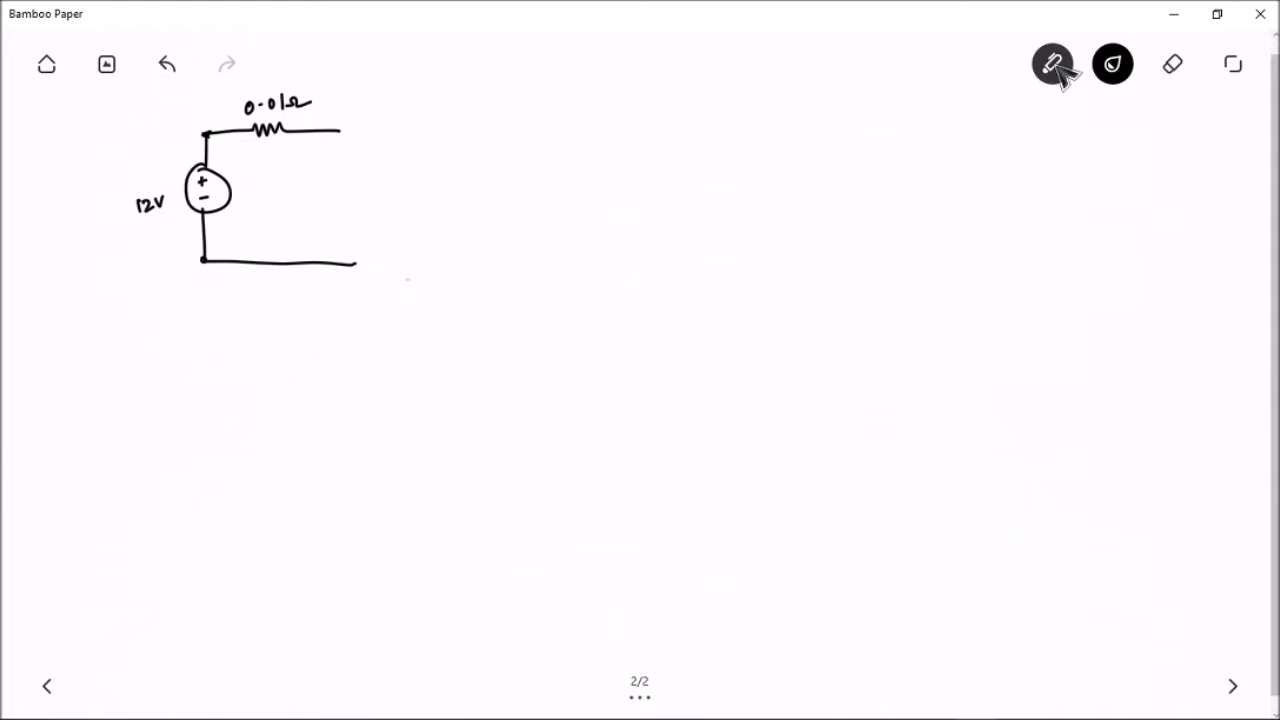 Bamboo Paper
0.01Ω
+
12V
−
2/2